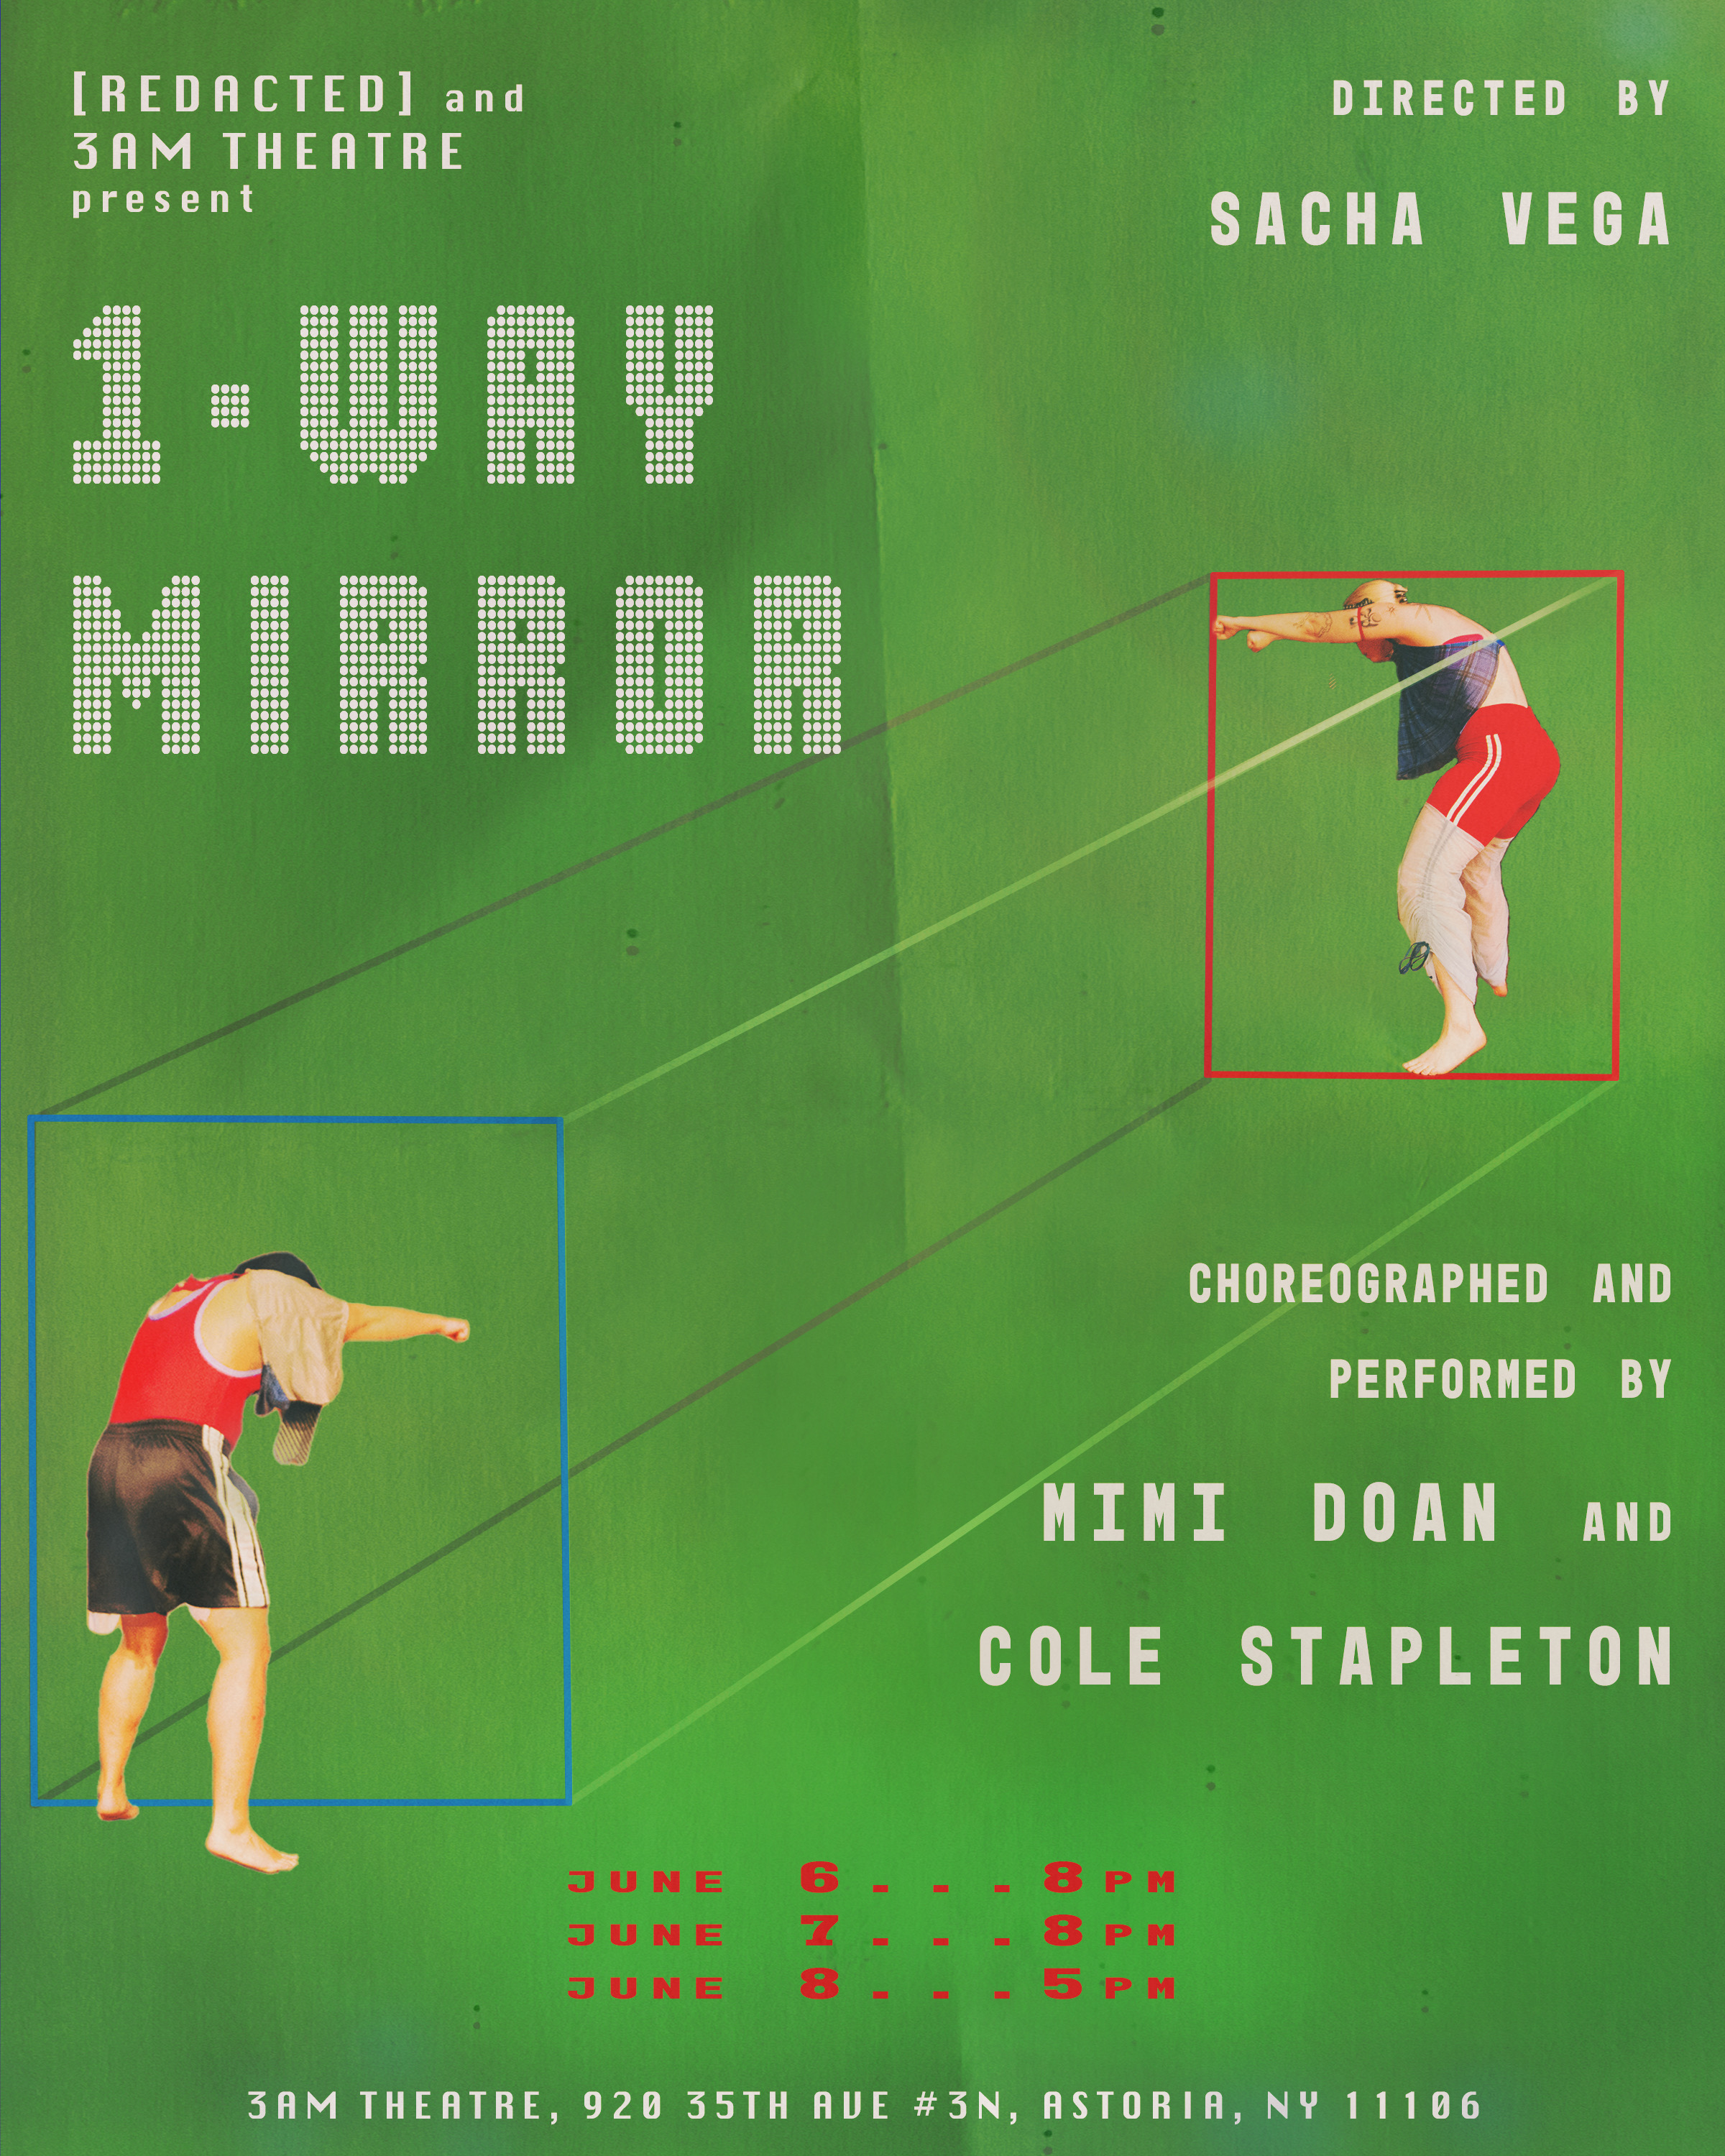 [REDACTED] and
3AM THEATRE
present
1-WAY
MIRROR
DIRECTED BY
SACHA VEGA
CHOREOGRAPHED AND
PERFORMED BY
MIMI DOAN AND
COLE STAPLETON
JUNE 6...8PM
JUNE 7...8PM
JUNE 8...5PM
3AM THEATRE, 920 35TH AVE #3N, ASTORIA, NY 11106